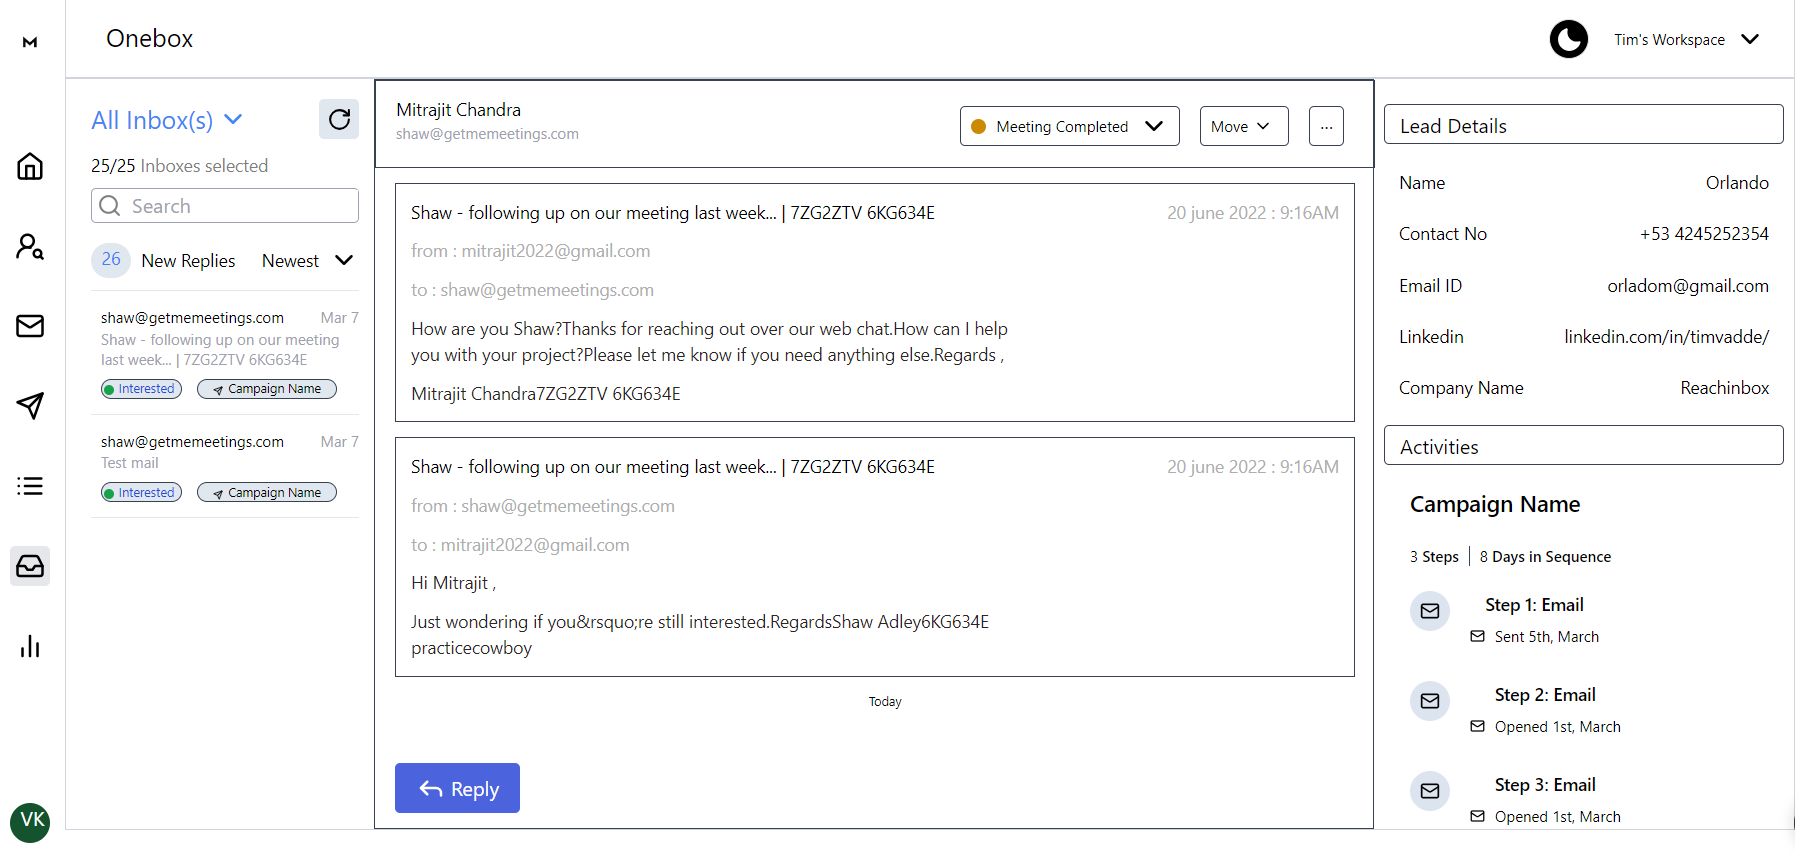 M
Onebox
Tim's Workspace
All Inbox(s)
25/25 Inboxes selected
Search
26 New Replies Newest
shaw@getmemeetings.com Mar 7
Shaw - following up on our meeting
last week... | 7ZG2ZTV 6KG634E
Interested Campaign Name
shaw@getmemeetings.com Mar 7
Test mail
Interested Campaign Name
VK
Mitrajit Chandra
shaw@getmemeetings.com
Meeting Completed Move ...
Shaw - following up on our meeting last week... | 7ZG2ZTV 6KG634E 20 june 2022 : 9:16AM
from : mitrajit2022@gmail.com
to : shaw@getmemeetings.com
How are you Shaw?Thanks for reaching out over our web chat.How can I help
you with your project?Please let me know if you need anything else.Regards ,
Mitrajit Chandra7ZG2ZTV 6KG634E
Shaw - following up on our meeting last week... | 7ZG2ZTV 6KG634E 20 june 2022 : 9:16AM
from : shaw@getmemeetings.com
to : mitrajit2022@gmail.com
Hi Mitrajit ,
Just wondering if you&rsquo;re still interested.RegardsShaw Adley6KG634E
practicecowboy
Today
Reply
Lead Details
Name Orlando
Contact No +53 4245252354
Email ID orladom@gmail.com
Linkedin linkedin.com/in/timvadde/
Company Name Reachinbox
Activities
Campaign Name
3 Steps | 8 Days in Sequence
Step 1: Email
Sent 5th, March
Step 2: Email
Opened 1st, March
Step 3: Email
Opened 1st, March